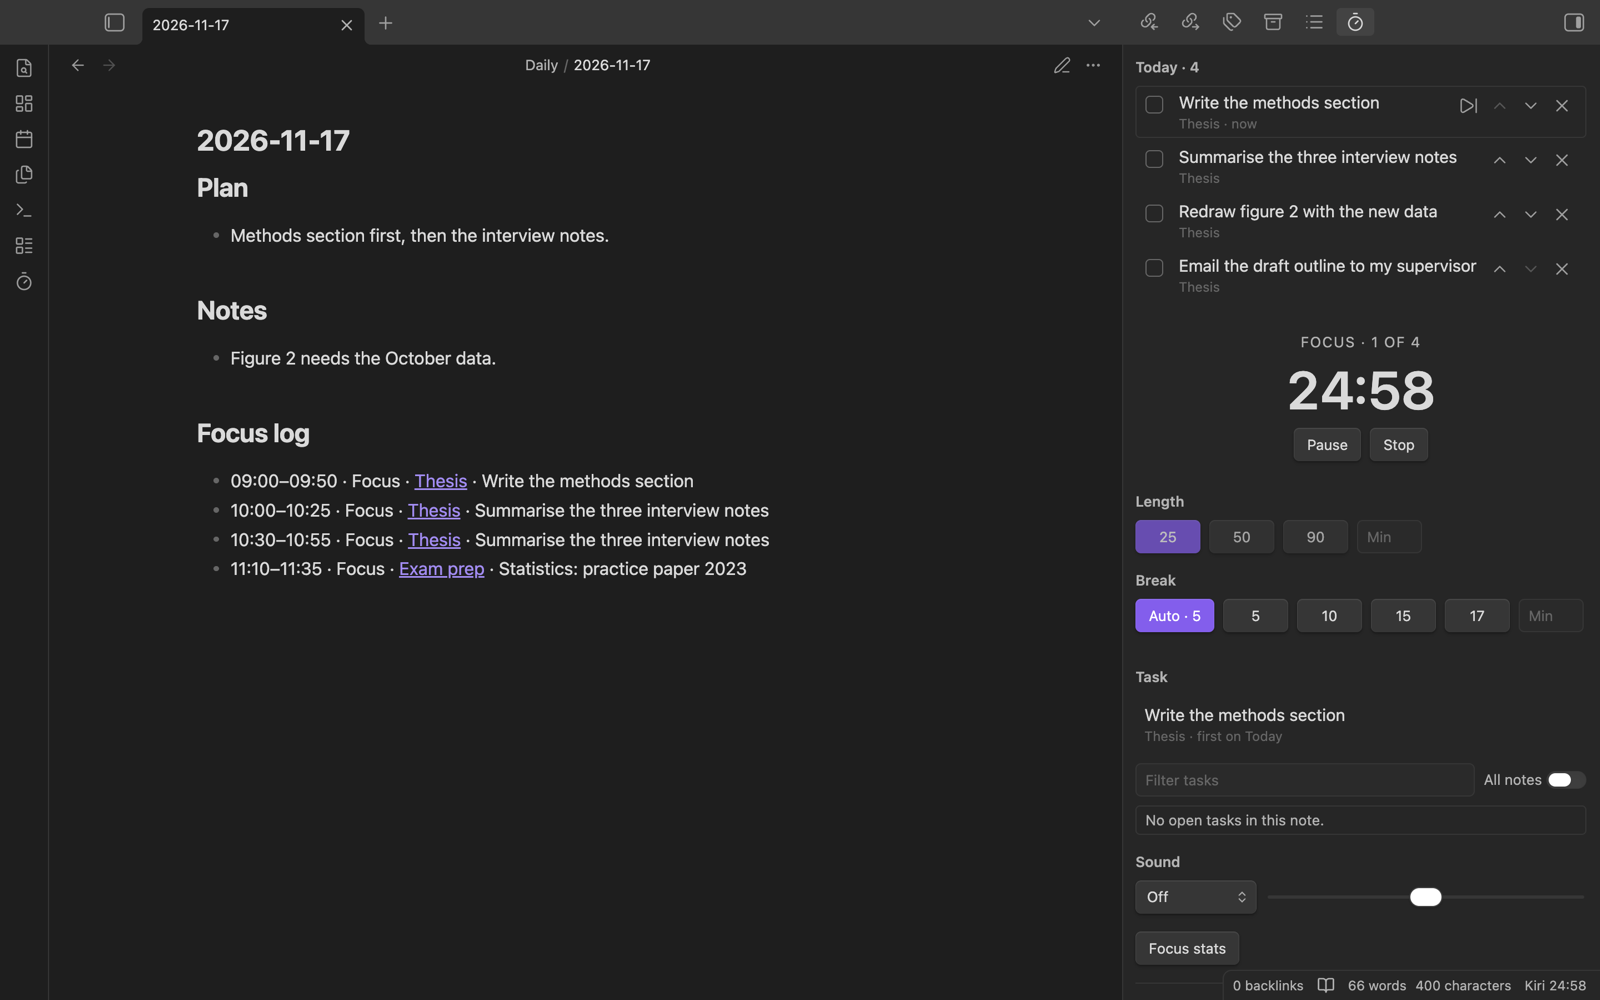 2026-11-17
Daily / 2026-11-17
2026-11-17
Plan
• Methods section first, then the interview notes.
Notes
• Figure 2 needs the October data.
Focus log
• 09:00–09:50 · Focus · Thesis · Write the methods section
• 10:00–10:25 · Focus · Thesis · Summarise the three interview notes
• 10:30–10:55 · Focus · Thesis · Summarise the three interview notes
• 11:10–11:35 · Focus · Exam prep · Statistics: practice paper 2023
Today · 4
Write the methods section
Thesis · now
Summarise the three interview notes
Thesis
Redraw figure 2 with the new data
Thesis
Email the draft outline to my supervisor
Thesis
FOCUS · 1 OF 4
24:58
Pause Stop
Length
25 50 90 Min
Break
Auto · 5 5 10 15 17 Min
Task
Write the methods section
Thesis · first on Today
Filter tasks All notes
No open tasks in this note.
Sound
Off
Focus stats
0 backlinks 66 words 400 characters Kiri 24:58